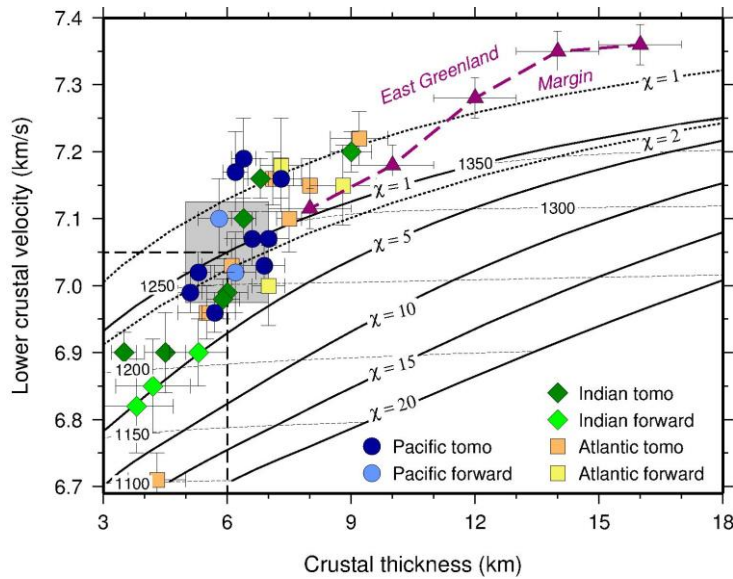 7.4
7.3
7.2
7.1
7.0
6.9
6.8
6.7
Lower crustal velocity (km/s)
East Greenland
Margin
χ = 1
χ = 2
χ = 1
1350
1300
χ = 5
1250
χ = 10
1200
χ = 15
χ = 20
1150
1100
Indian tomo
Indian forward
Pacific tomo
Atlantic tomo
Pacific forward
Atlantic forward
3
6
9
12
15
18
Crustal thickness (km)